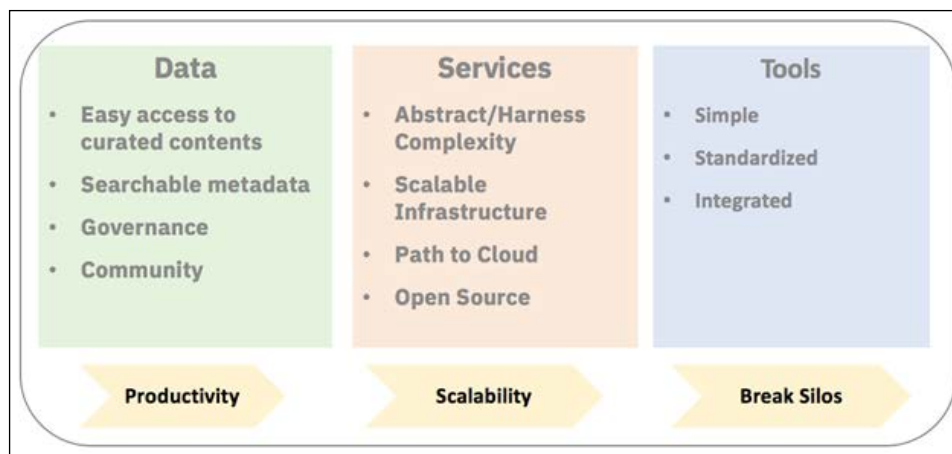 Data
• Easy access to
curated contents
• Searchable metadata
• Governance
• Community
Services
• Abstract/Harness
Complexity
• Scalable
Infrastructure
• Path to Cloud
• Open Source
Tools
• Simple
• Standardized
• Integrated
Productivity
Scalability
Break Silos